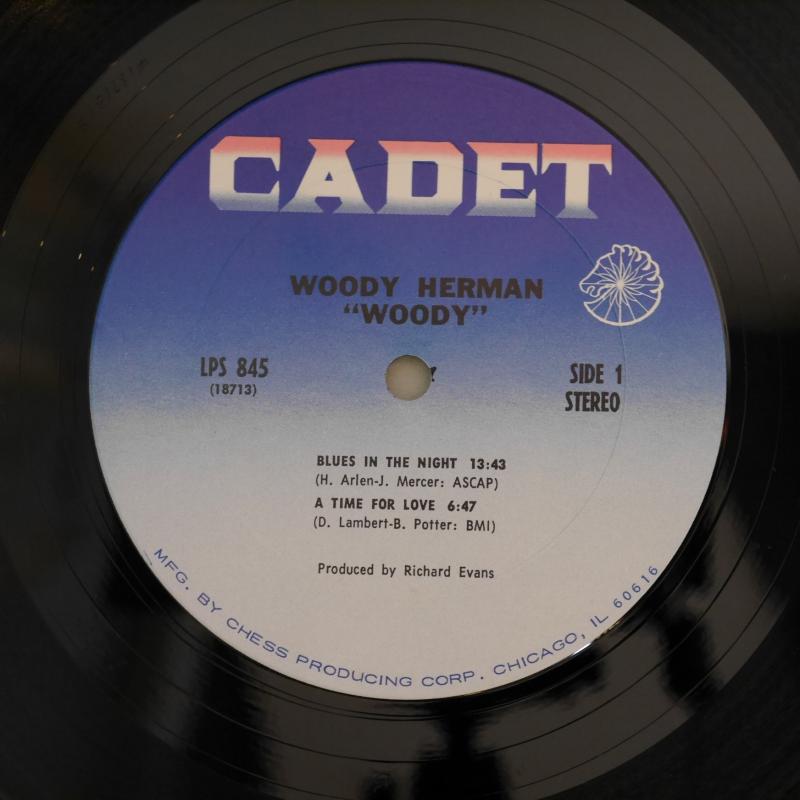 CADET
WOODY HERMAN
“WOODY”
LPS 845
(18713)
SIDE 1
STEREO
BLUES IN THE NIGHT 13:43
(H. Arlen-J. Mercer: ASCAP)
A TIME FOR LOVE 6:47
(D. Lambert-B. Potter: BMI)
Produced by Richard Evans
MFG. BY CHESS PRODUCING CORP. CHICAGO, IL 60616